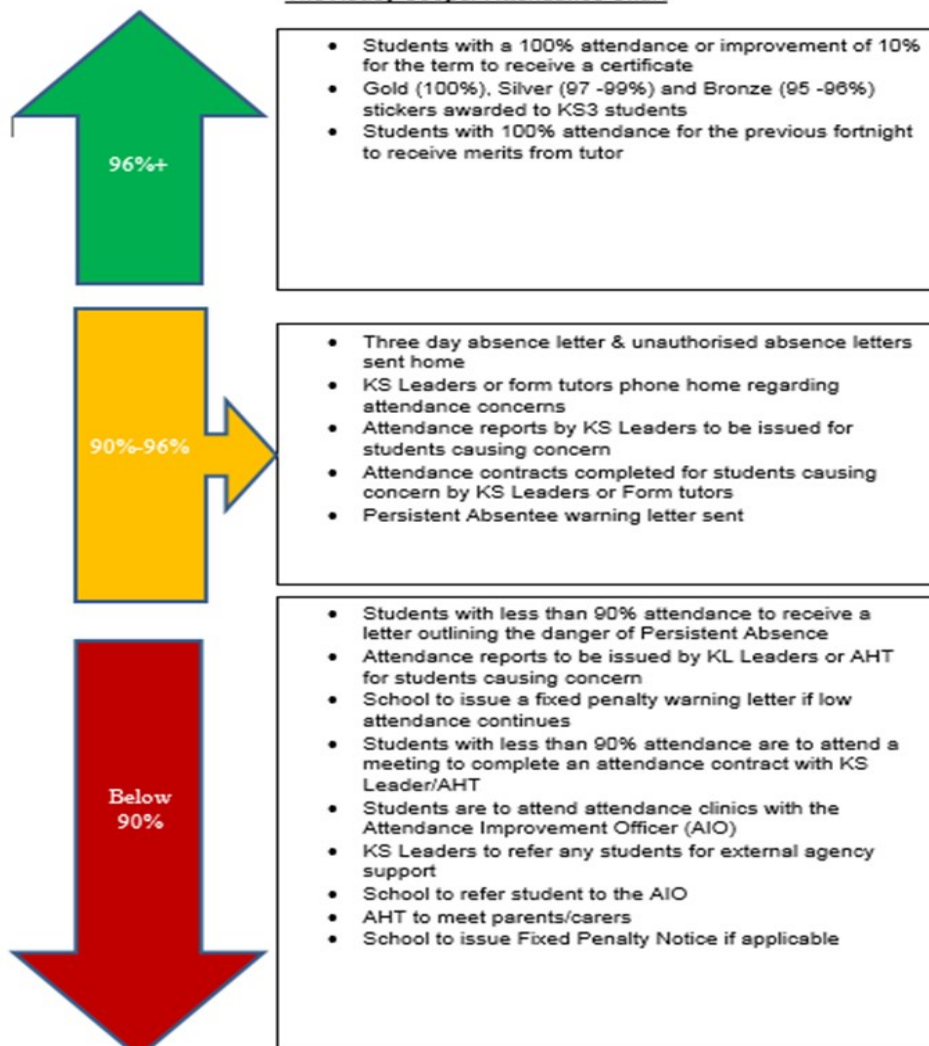 96%+
• Students with a 100% attendance or improvement of 10%
for the term to receive a certificate
• Gold (100%), Silver (97 -99%) and Bronze (95 -96%)
stickers awarded to KS3 students
• Students with 100% attendance for the previous fortnight
to receive merits from tutor
90%-96%
• Three day absence letter & unauthorised absence letters
sent home
• KS Leaders or form tutors phone home regarding
attendance concerns
• Attendance reports by KS Leaders to be issued for
students causing concern
• Attendance contracts completed for students causing
concern by KS Leaders or Form tutors
• Persistent Absentee warning letter sent
Below
90%
• Students with less than 90% attendance to receive a
letter outlining the danger of Persistent Absence
• Attendance reports to be issued by KL Leaders or AHT
for students causing concern
• School to issue a fixed penalty warning letter if low
attendance continues
• Students with less than 90% attendance are to attend a
meeting to complete an attendance contract with KS
Leader/AHT
• Students are to attend attendance clinics with the
Attendance Improvement Officer (AIO)
• KS Leaders to refer any students for external agency
support
• School to refer student to the AIO
• AHT to meet parents/carers
• School to issue Fixed Penalty Notice if applicable